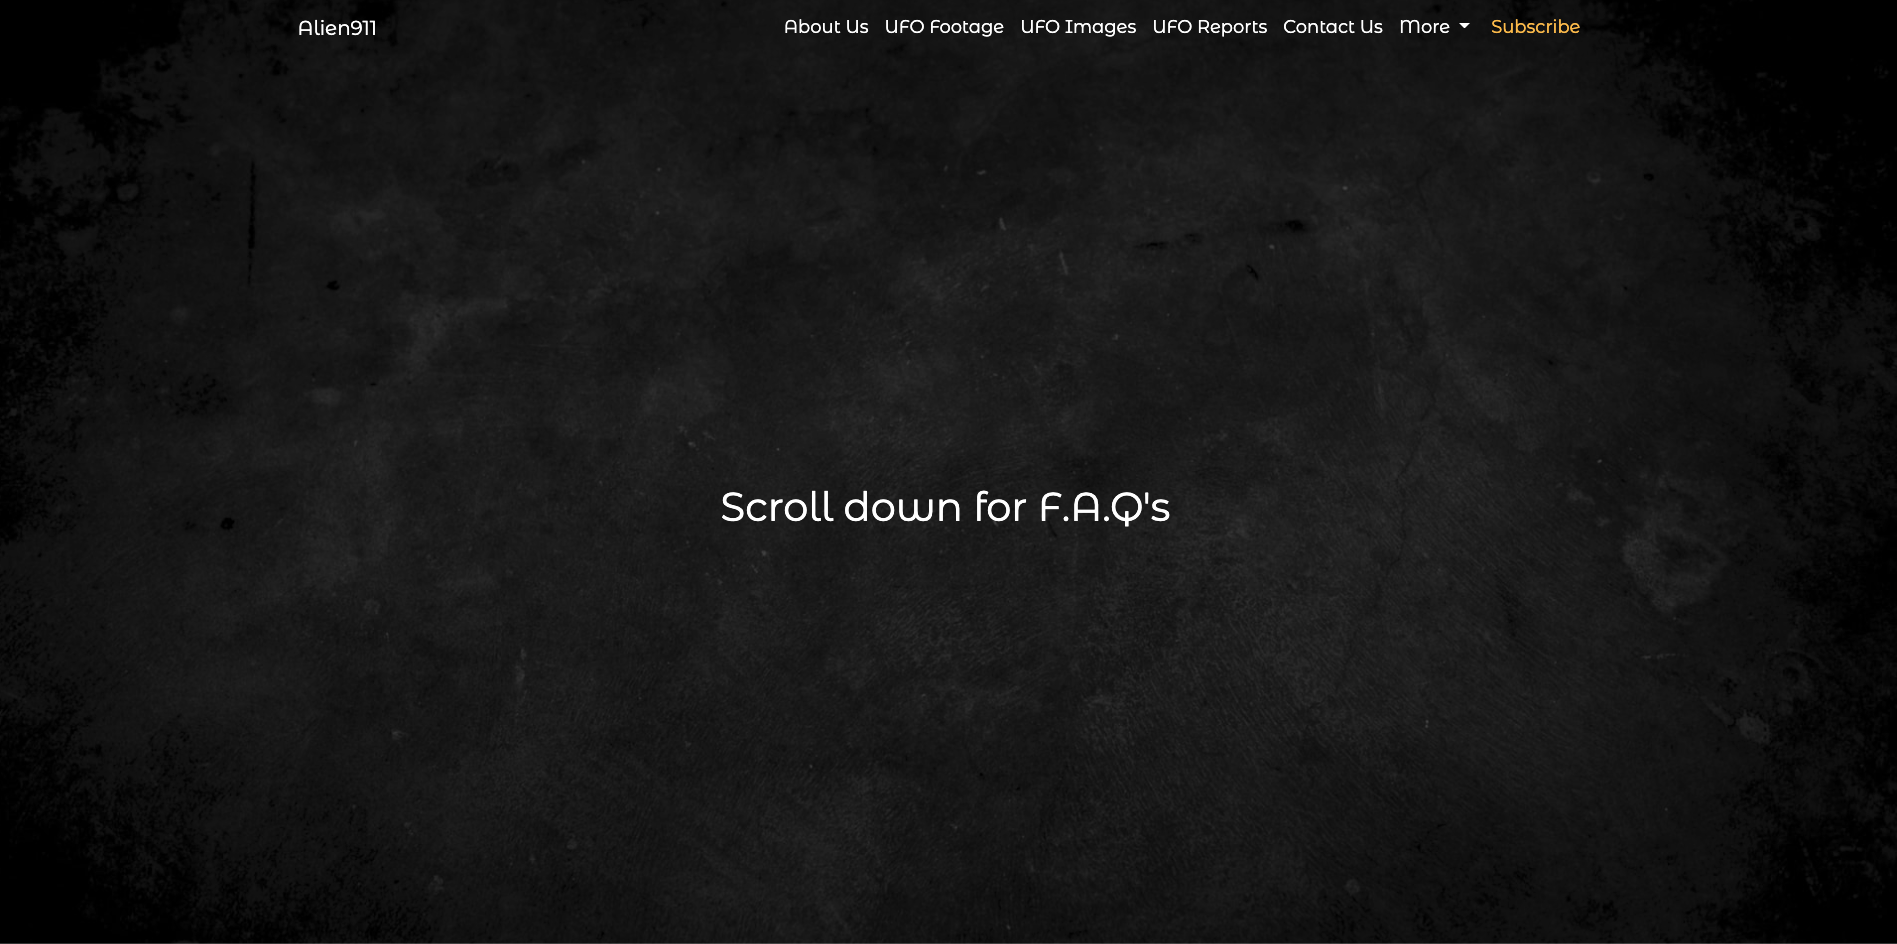 Alien911
About Us UFO Footage UFO Images UFO Reports Contact Us More Subscribe
Scroll down for F.A.Q's